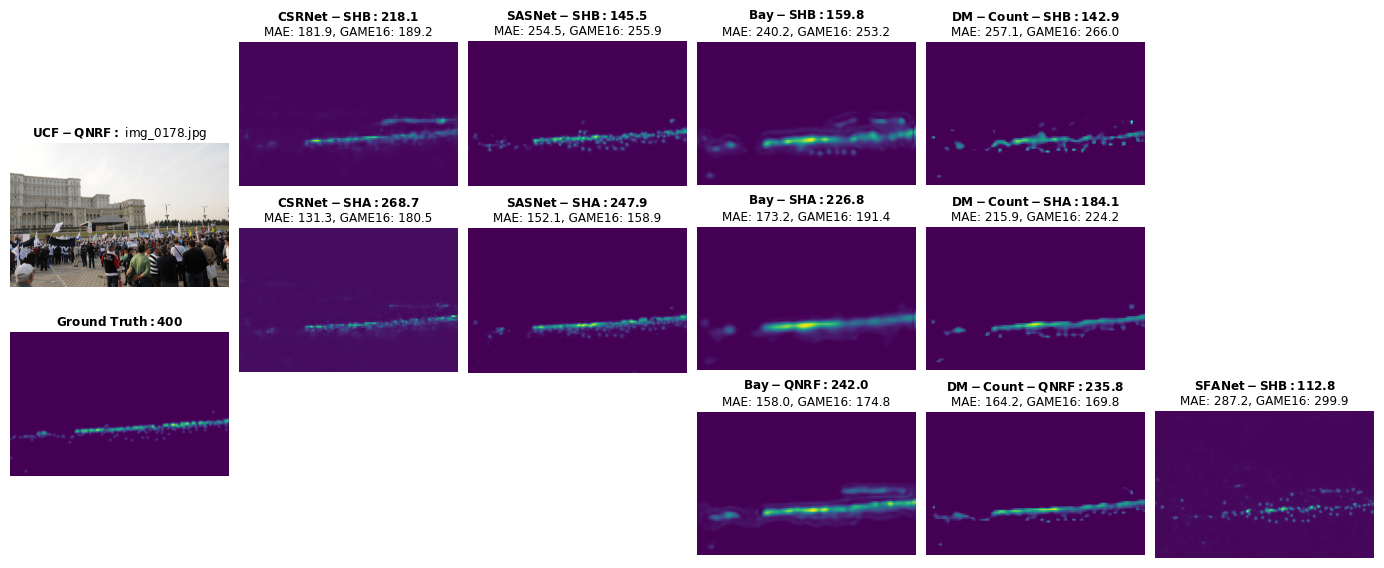 UCF − QNRF: img_0178.jpg
Ground Truth: 400
CSRNet − SHB: 218.1
MAE: 181.9, GAME16: 189.2
SASNet − SHB: 145.5
MAE: 254.5, GAME16: 255.9
Bay − SHB: 159.8
MAE: 240.2, GAME16: 253.2
DM − Count − SHB: 142.9
MAE: 257.1, GAME16: 266.0
CSRNet − SHA: 268.7
MAE: 131.3, GAME16: 180.5
SASNet − SHA: 247.9
MAE: 152.1, GAME16: 158.9
Bay − SHA: 226.8
MAE: 173.2, GAME16: 191.4
DM − Count − SHA: 184.1
MAE: 215.9, GAME16: 224.2
Bay − QNRF: 242.0
MAE: 158.0, GAME16: 174.8
DM − Count − QNRF: 235.8
MAE: 164.2, GAME16: 169.8
SFANet − SHB: 112.8
MAE: 287.2, GAME16: 299.9